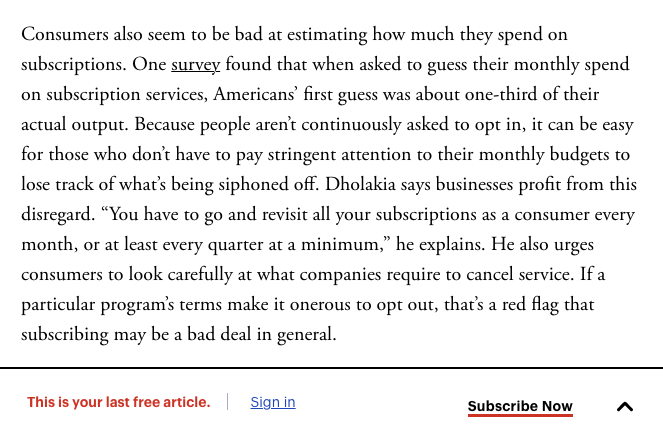 Consumers also seem to be bad at estimating how much they spend on
subscriptions. One survey found that when asked to guess their monthly spend
on subscription services, Americans’ first guess was about one-third of their
actual output. Because people aren’t continuously asked to opt in, it can be easy
for those who don’t have to pay stringent attention to their monthly budgets to
lose track of what’s being siphoned off. Dholakia says businesses profit from this
disregard. “You have to go and revisit all your subscriptions as a consumer every
month, or at least every quarter at a minimum,” he explains. He also urges
consumers to look carefully at what companies require to cancel service. If a
particular program’s terms make it onerous to opt out, that’s a red flag that
subscribing may be a bad deal in general.
This is your last free article.
Sign in
Subscribe Now